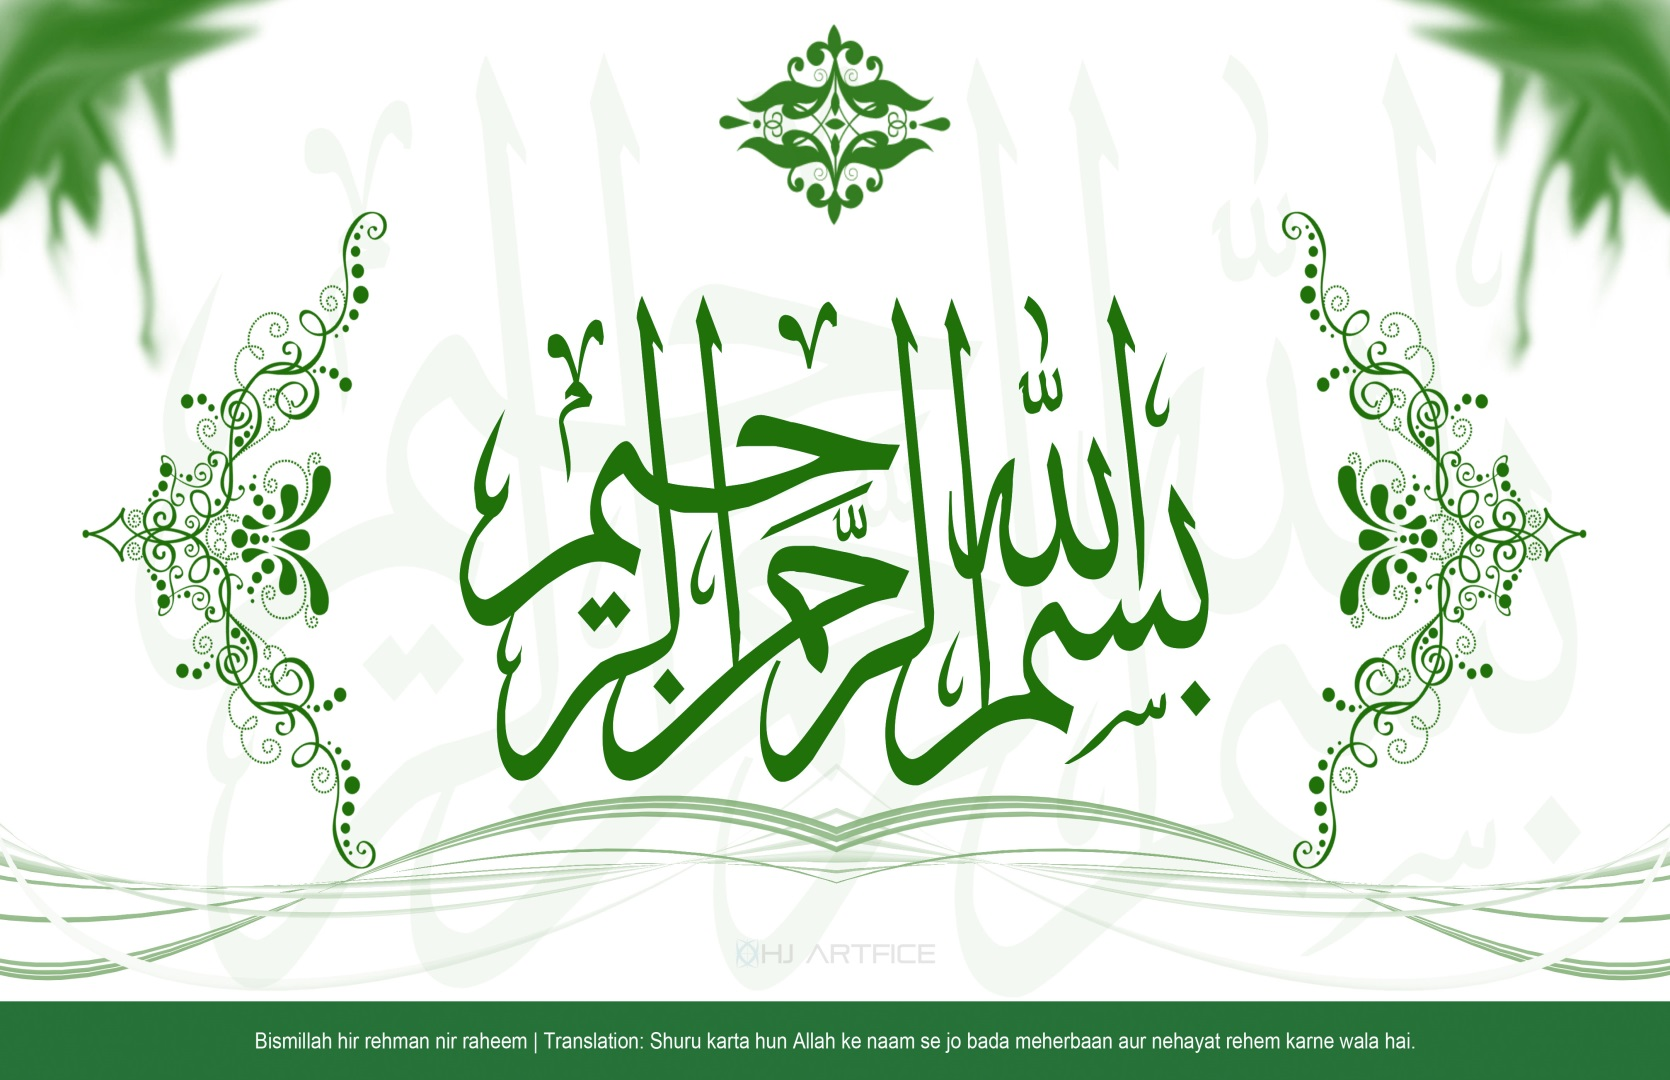 بسم الله الرحمن الرحيم
HJ ARTFICE
Bismillah hir rehman nir raheem | Translation: Shuru karta hun Allah ke naam se jo bada meherbaan aur nehayat rehem karne wala hai.